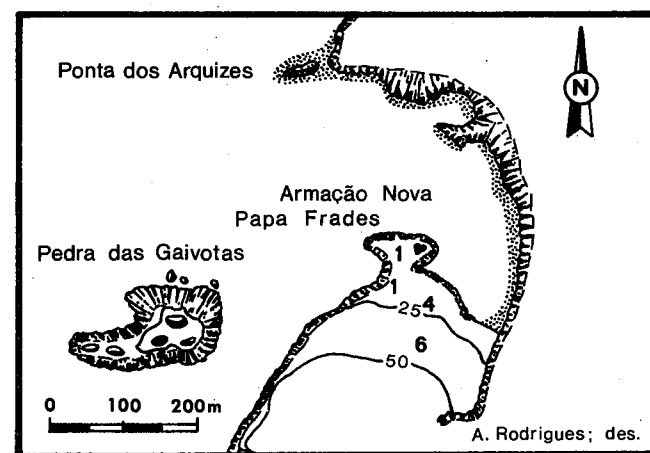 Ponta dos Arquizes
N
Armação Nova
Papa Frades
Pedra das Gaivotas
1
1
25
4
6
50
0 100 200m
A. Rodrigues; des.